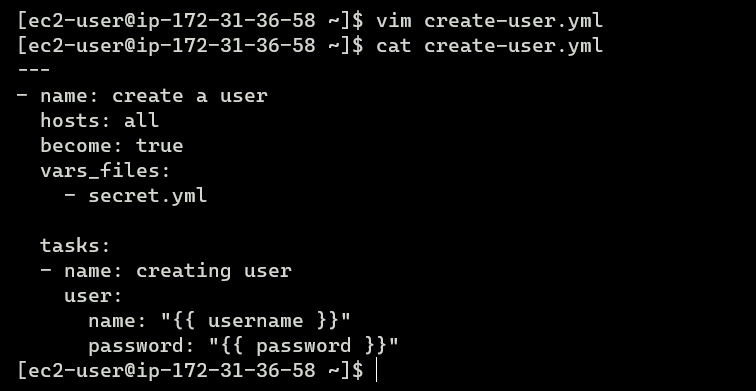 [ec2-user@ip-172-31-36-58 ~]$ vim create-user.yml
[ec2-user@ip-172-31-36-58 ~]$ cat create-user.yml
---
- name: create a user
  hosts: all
  become: true
  vars_files:
    - secret.yml

  tasks:
  - name: creating user
    user:
      name: "{{ username }}"
      password: "{{ password }}"
[ec2-user@ip-172-31-36-58 ~]$